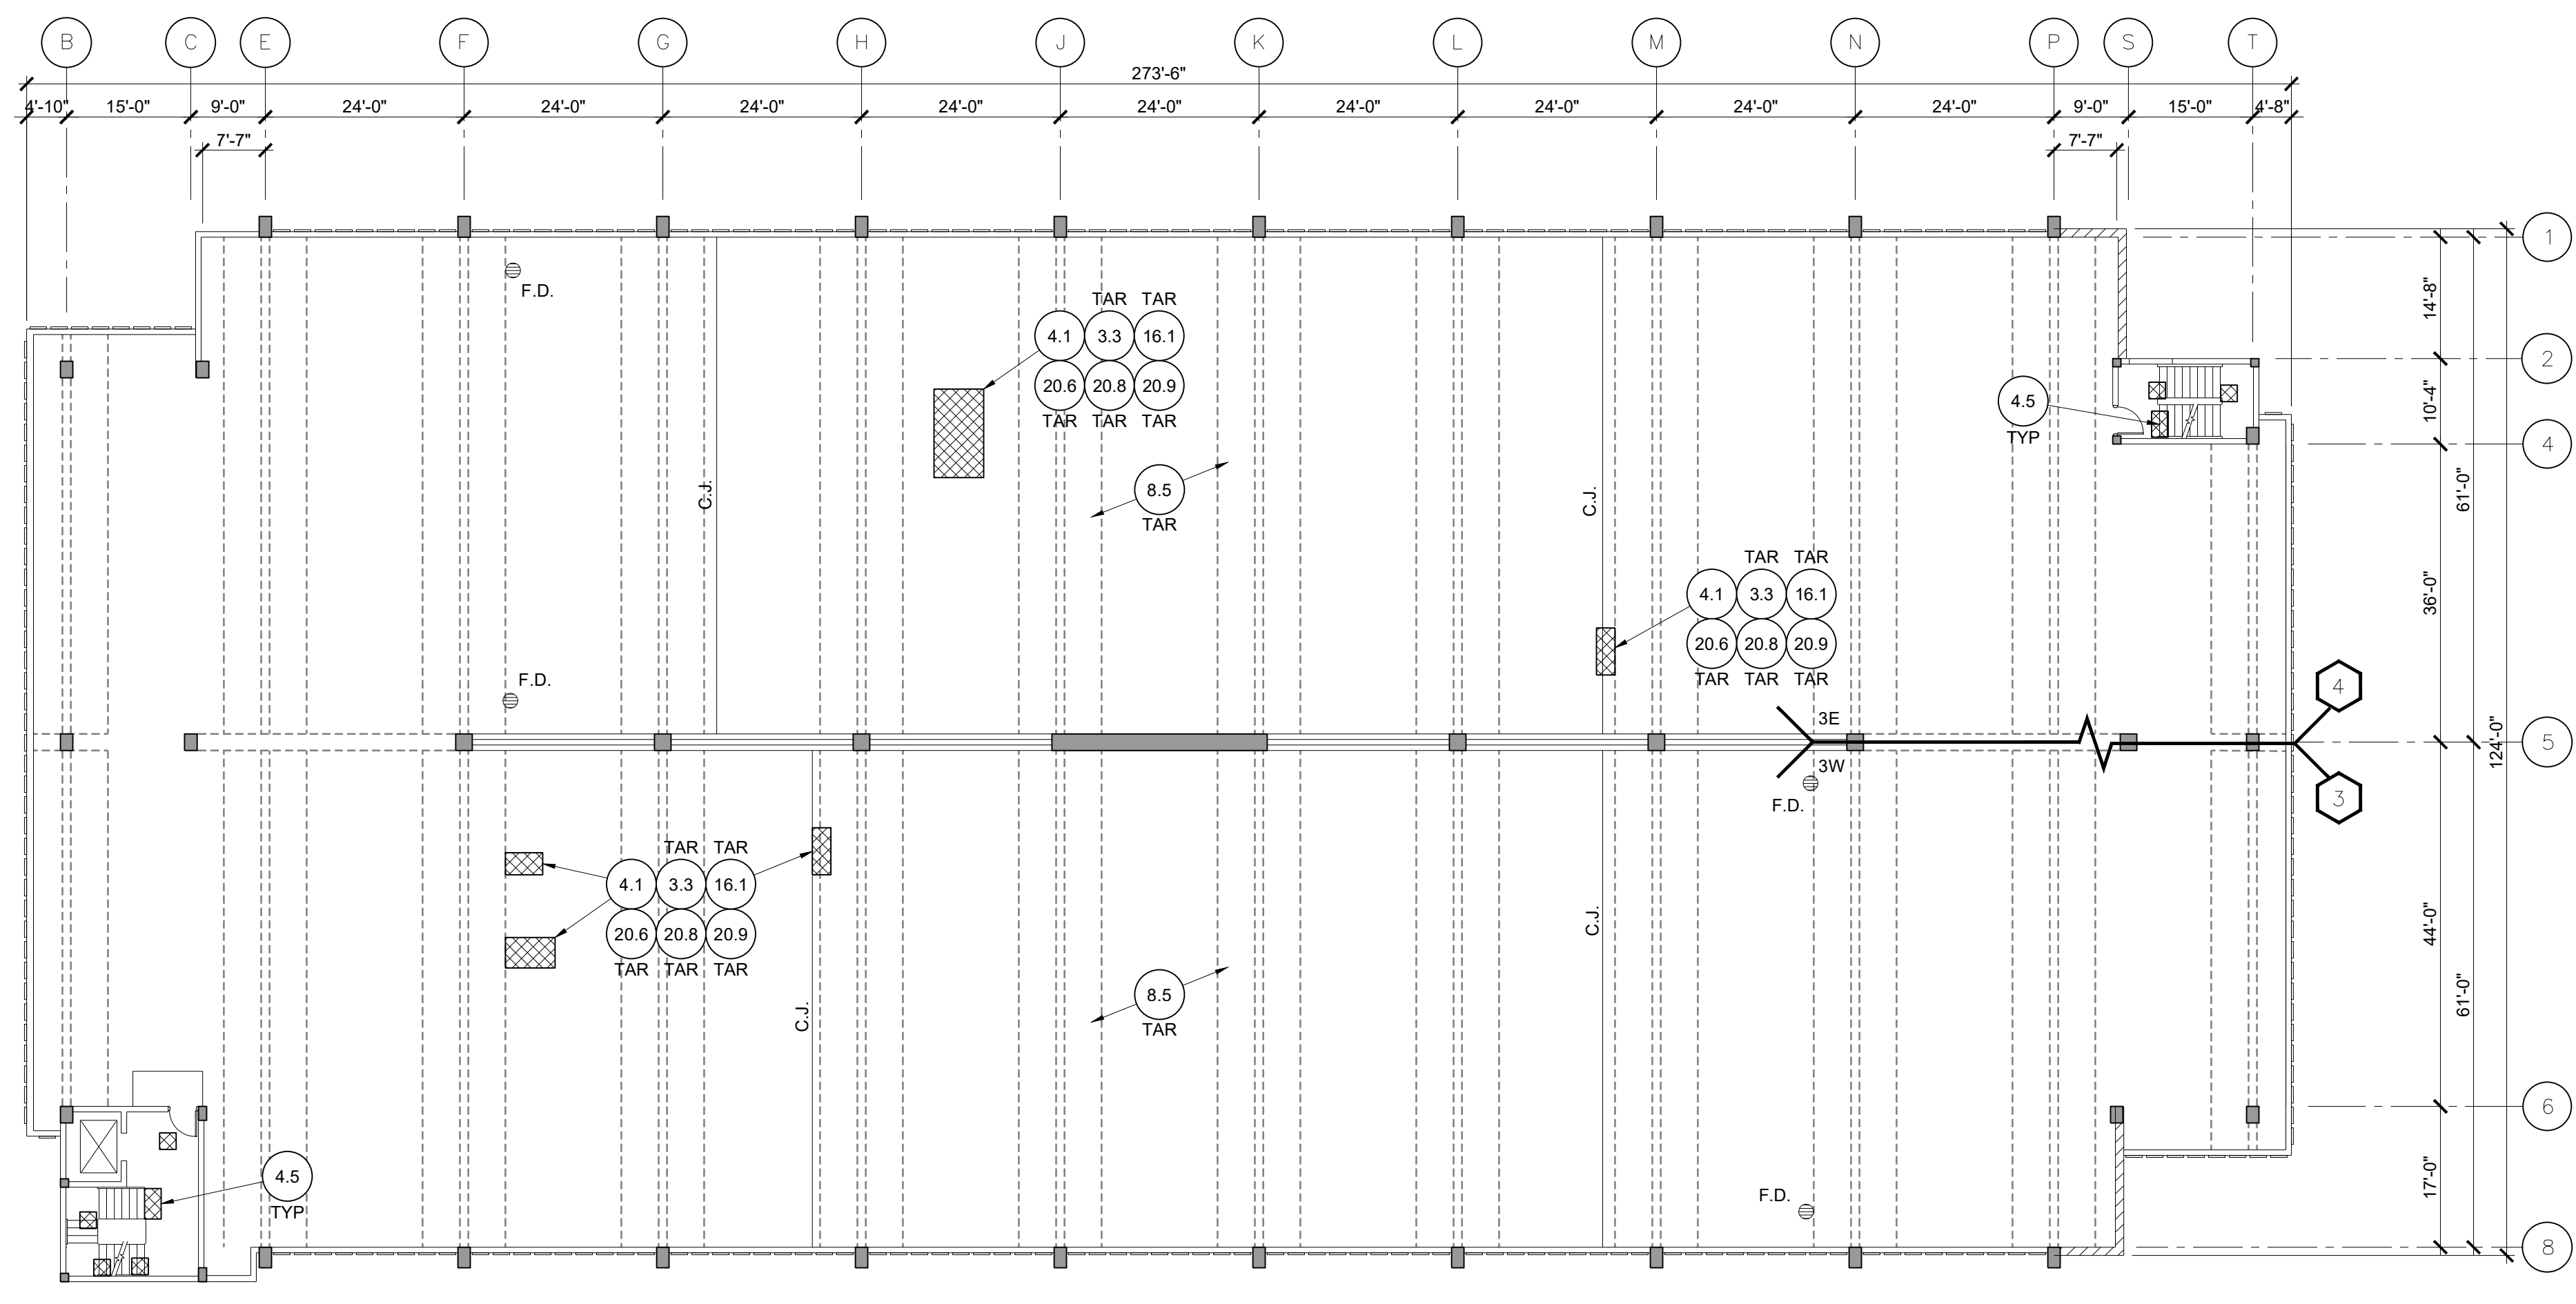 B C E F G H J K L M N P S T
273'-6"
4'-10" 15'-0" 9'-0" 24'-0" 24'-0" 24'-0" 24'-0" 24'-0" 24'-0" 24'-0" 24'-0" 24'-0" 9'-0" 15'-0" 4'-8"
7'-7" 7'-7"
1
F.D.
14'-8"
TAR TAR
4.1 3.3 16.1
20.6 20.8 20.9
TAR TAR TAR
2
4.5
TYP
10'-4"
4
8.5
TAR
C.J.
C.J.
61'-0"
TAR TAR
4.1 3.3 16.1
20.6 20.8 20.9
TAR TAR TAR
36'-0"
F.D.
4
3E
5
124'-0"
3W
F.D.
3
TAR TAR
4.1 3.3 16.1
20.6 20.8 20.9
TAR TAR TAR
C.J.
44'-0"
8.5
TAR
C.J.
61'-0"
6
4.5
TYP
F.D.
17'-0"
8